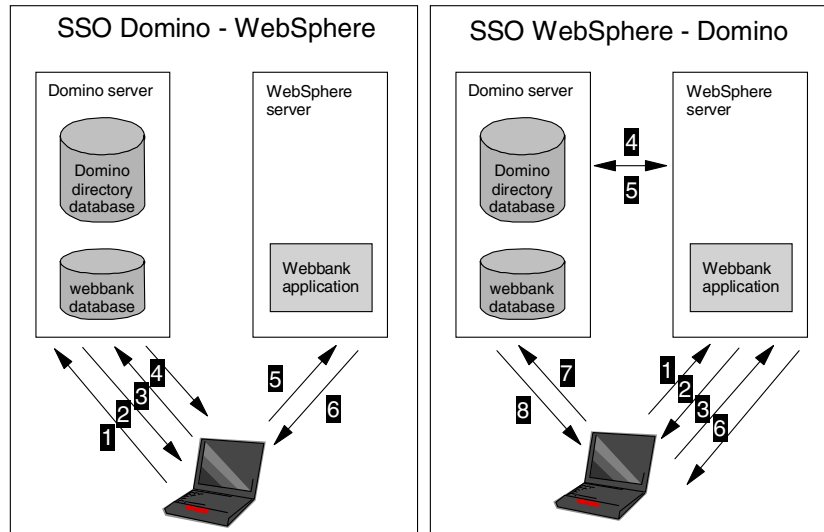 SSO Domino - WebSphere
Domino server
Domino
directory
database
webbank
database
WebSphere
server
Webbank
application
1
2
3
4
5
6
SSO WebSphere - Domino
Domino server
Domino
directory
database
webbank
database
4
5
WebSphere
server
Webbank
application
7
8
1
2
3
6